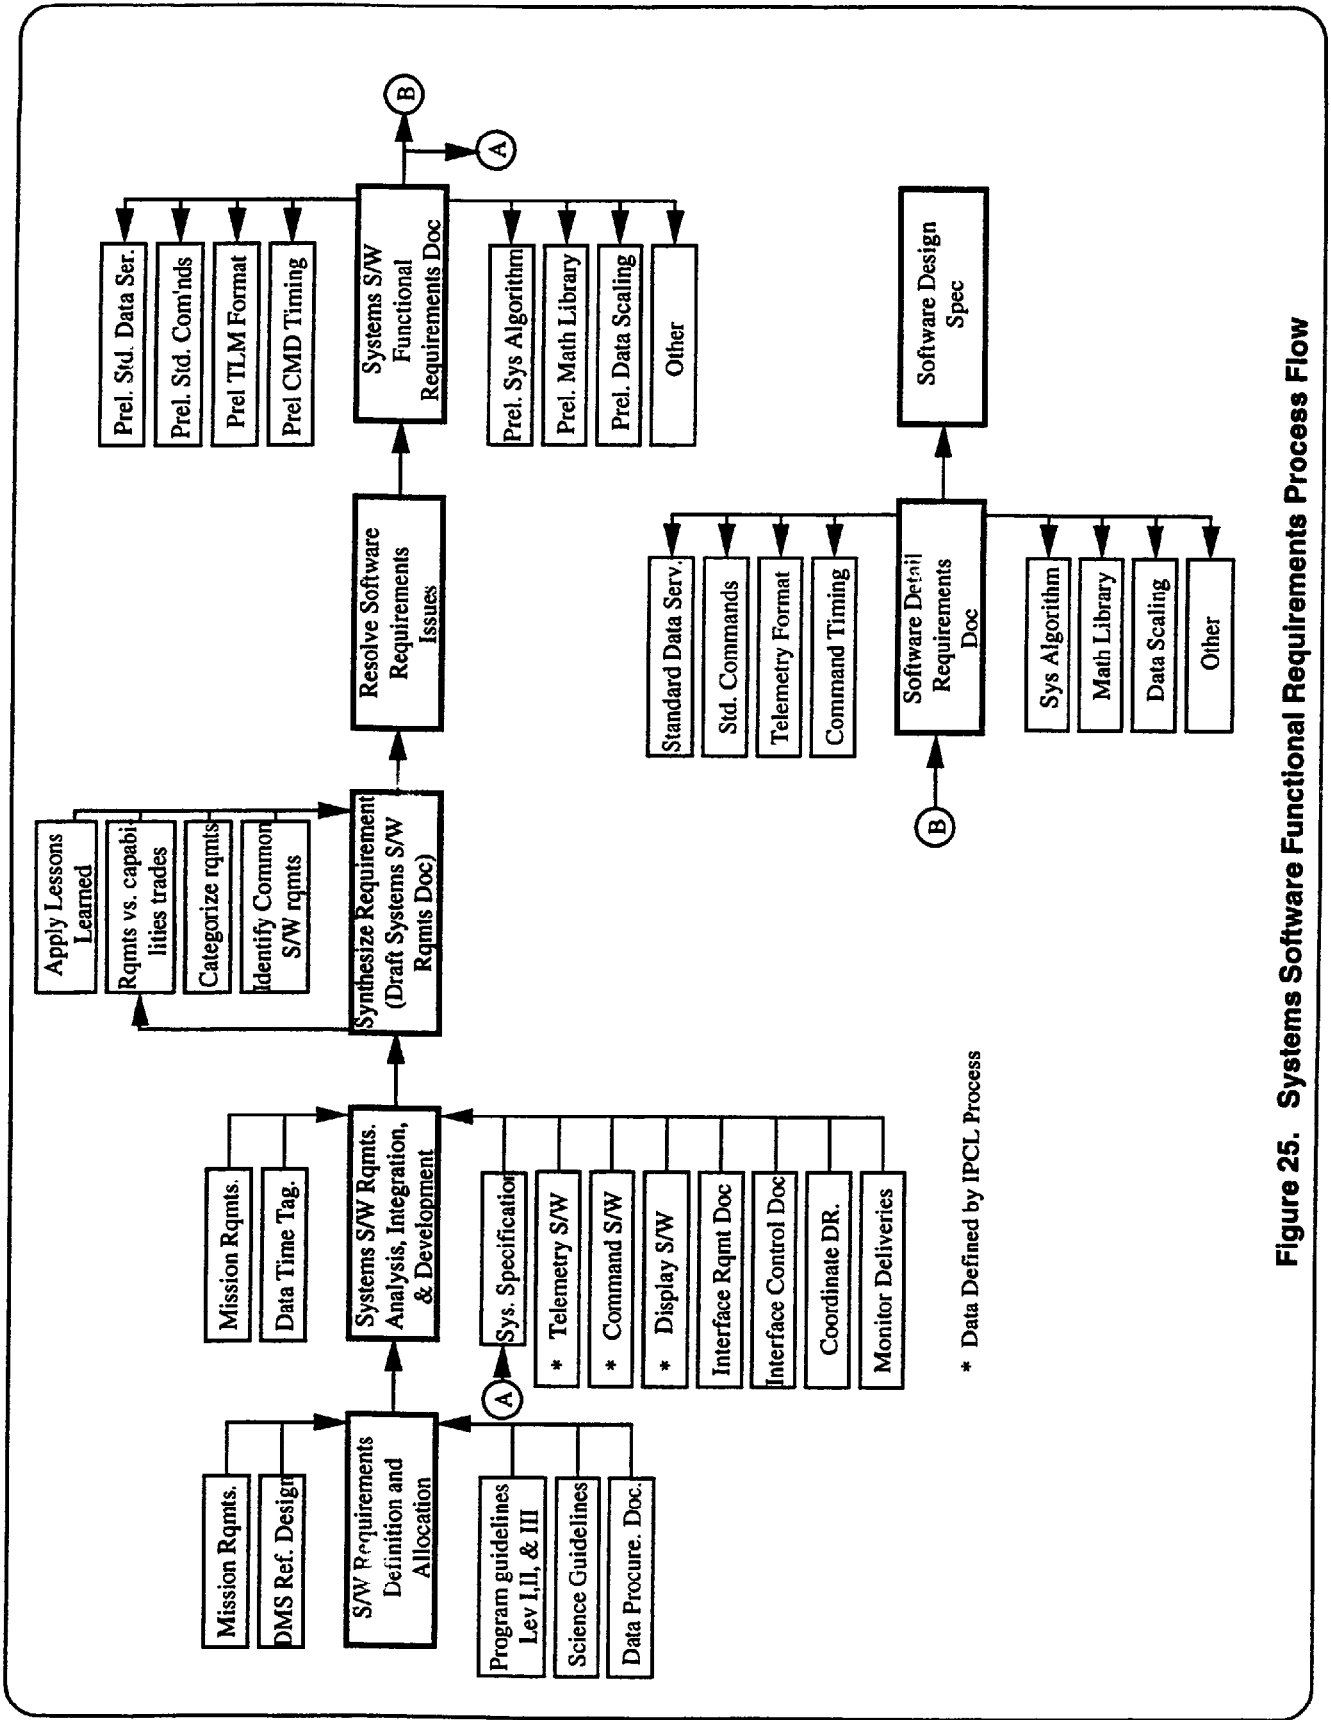 Mission Rqmts.
DMS Ref. Design
S/W Requirements
Definition and
Allocation
Program guidelines
Lev I,II, & III
Science Guidelines
Data Procure. Doc.
Mission Rqmts.
Data Time Tag.
Systems S/W Rqmts.
Analysis, Integration,
& Development
A
Sys. Specification
* Telemetry S/W
* Command S/W
* Display S/W
Interface Rqmt Doc
Interface Control Doc
Coordinate DR.
Monitor Deliveries
Apply Lessons
Learned
Rqmts vs. capabi
lities trades
Categorize rqmts
Identify Common
S/W rqmts
Synthesize Requirement
(Draft Systems S/W
Rqmts Doc)
Resolve Software
Requirements
Issues
Prel. Std. Data Ser.
Prel. Std. Com'nds
Prel TLM Format
Prel CMD Timing
Systems S/W
Functional
Requirements Doc
B
A
Prel. Sys Algorithm
Prel. Math Library
Prel. Data Scaling
Other
Standard Data Serv.
Std. Commands
Telemetry Format
Command Timing
B
Software Detail
Requirements
Doc
Software Design
Spec
Sys Algorithm
Math Library
Data Scaling
Other
* Data Defined by IPCL Process
Figure 25. Systems Software Functional Requirements Process Flow